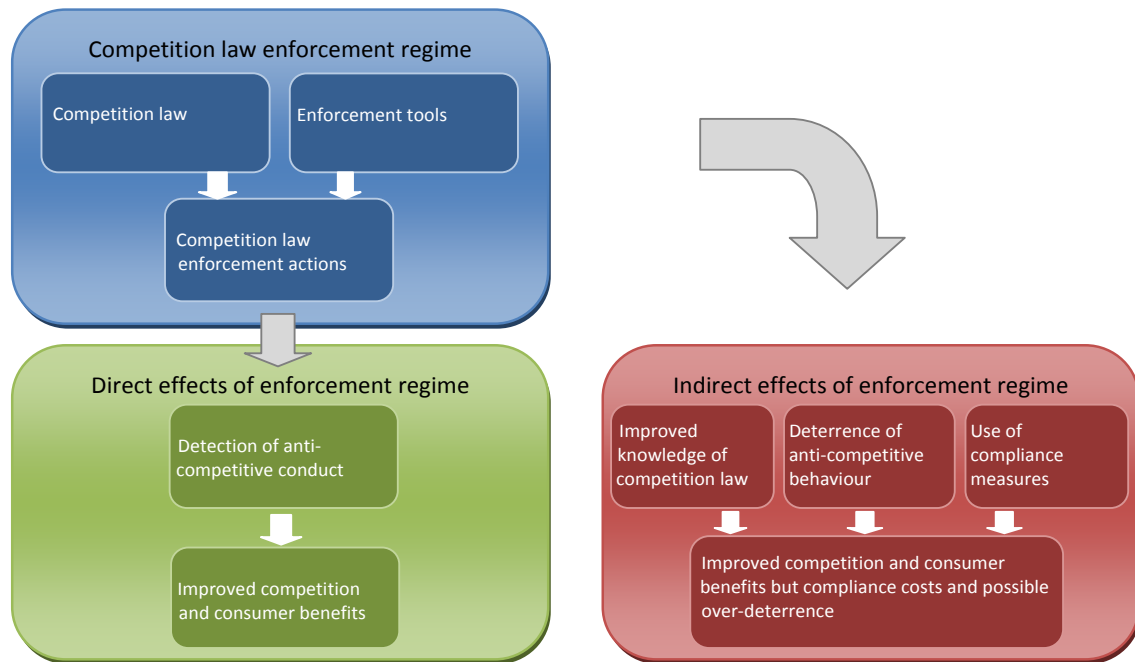 Competition law enforcement regime
Competition law
Enforcement tools
Competition law
enforcement actions
Direct effects of enforcement regime
Detection of anti-
competitive conduct
Improved competition
and consumer benefits
Indirect effects of enforcement regime
Improved
knowledge of
competition law
Deterrence of
anti-competitive
behaviour
Use of
compliance
measures
Improved competition and consumer
benefits but compliance costs and possible
over-deterrence